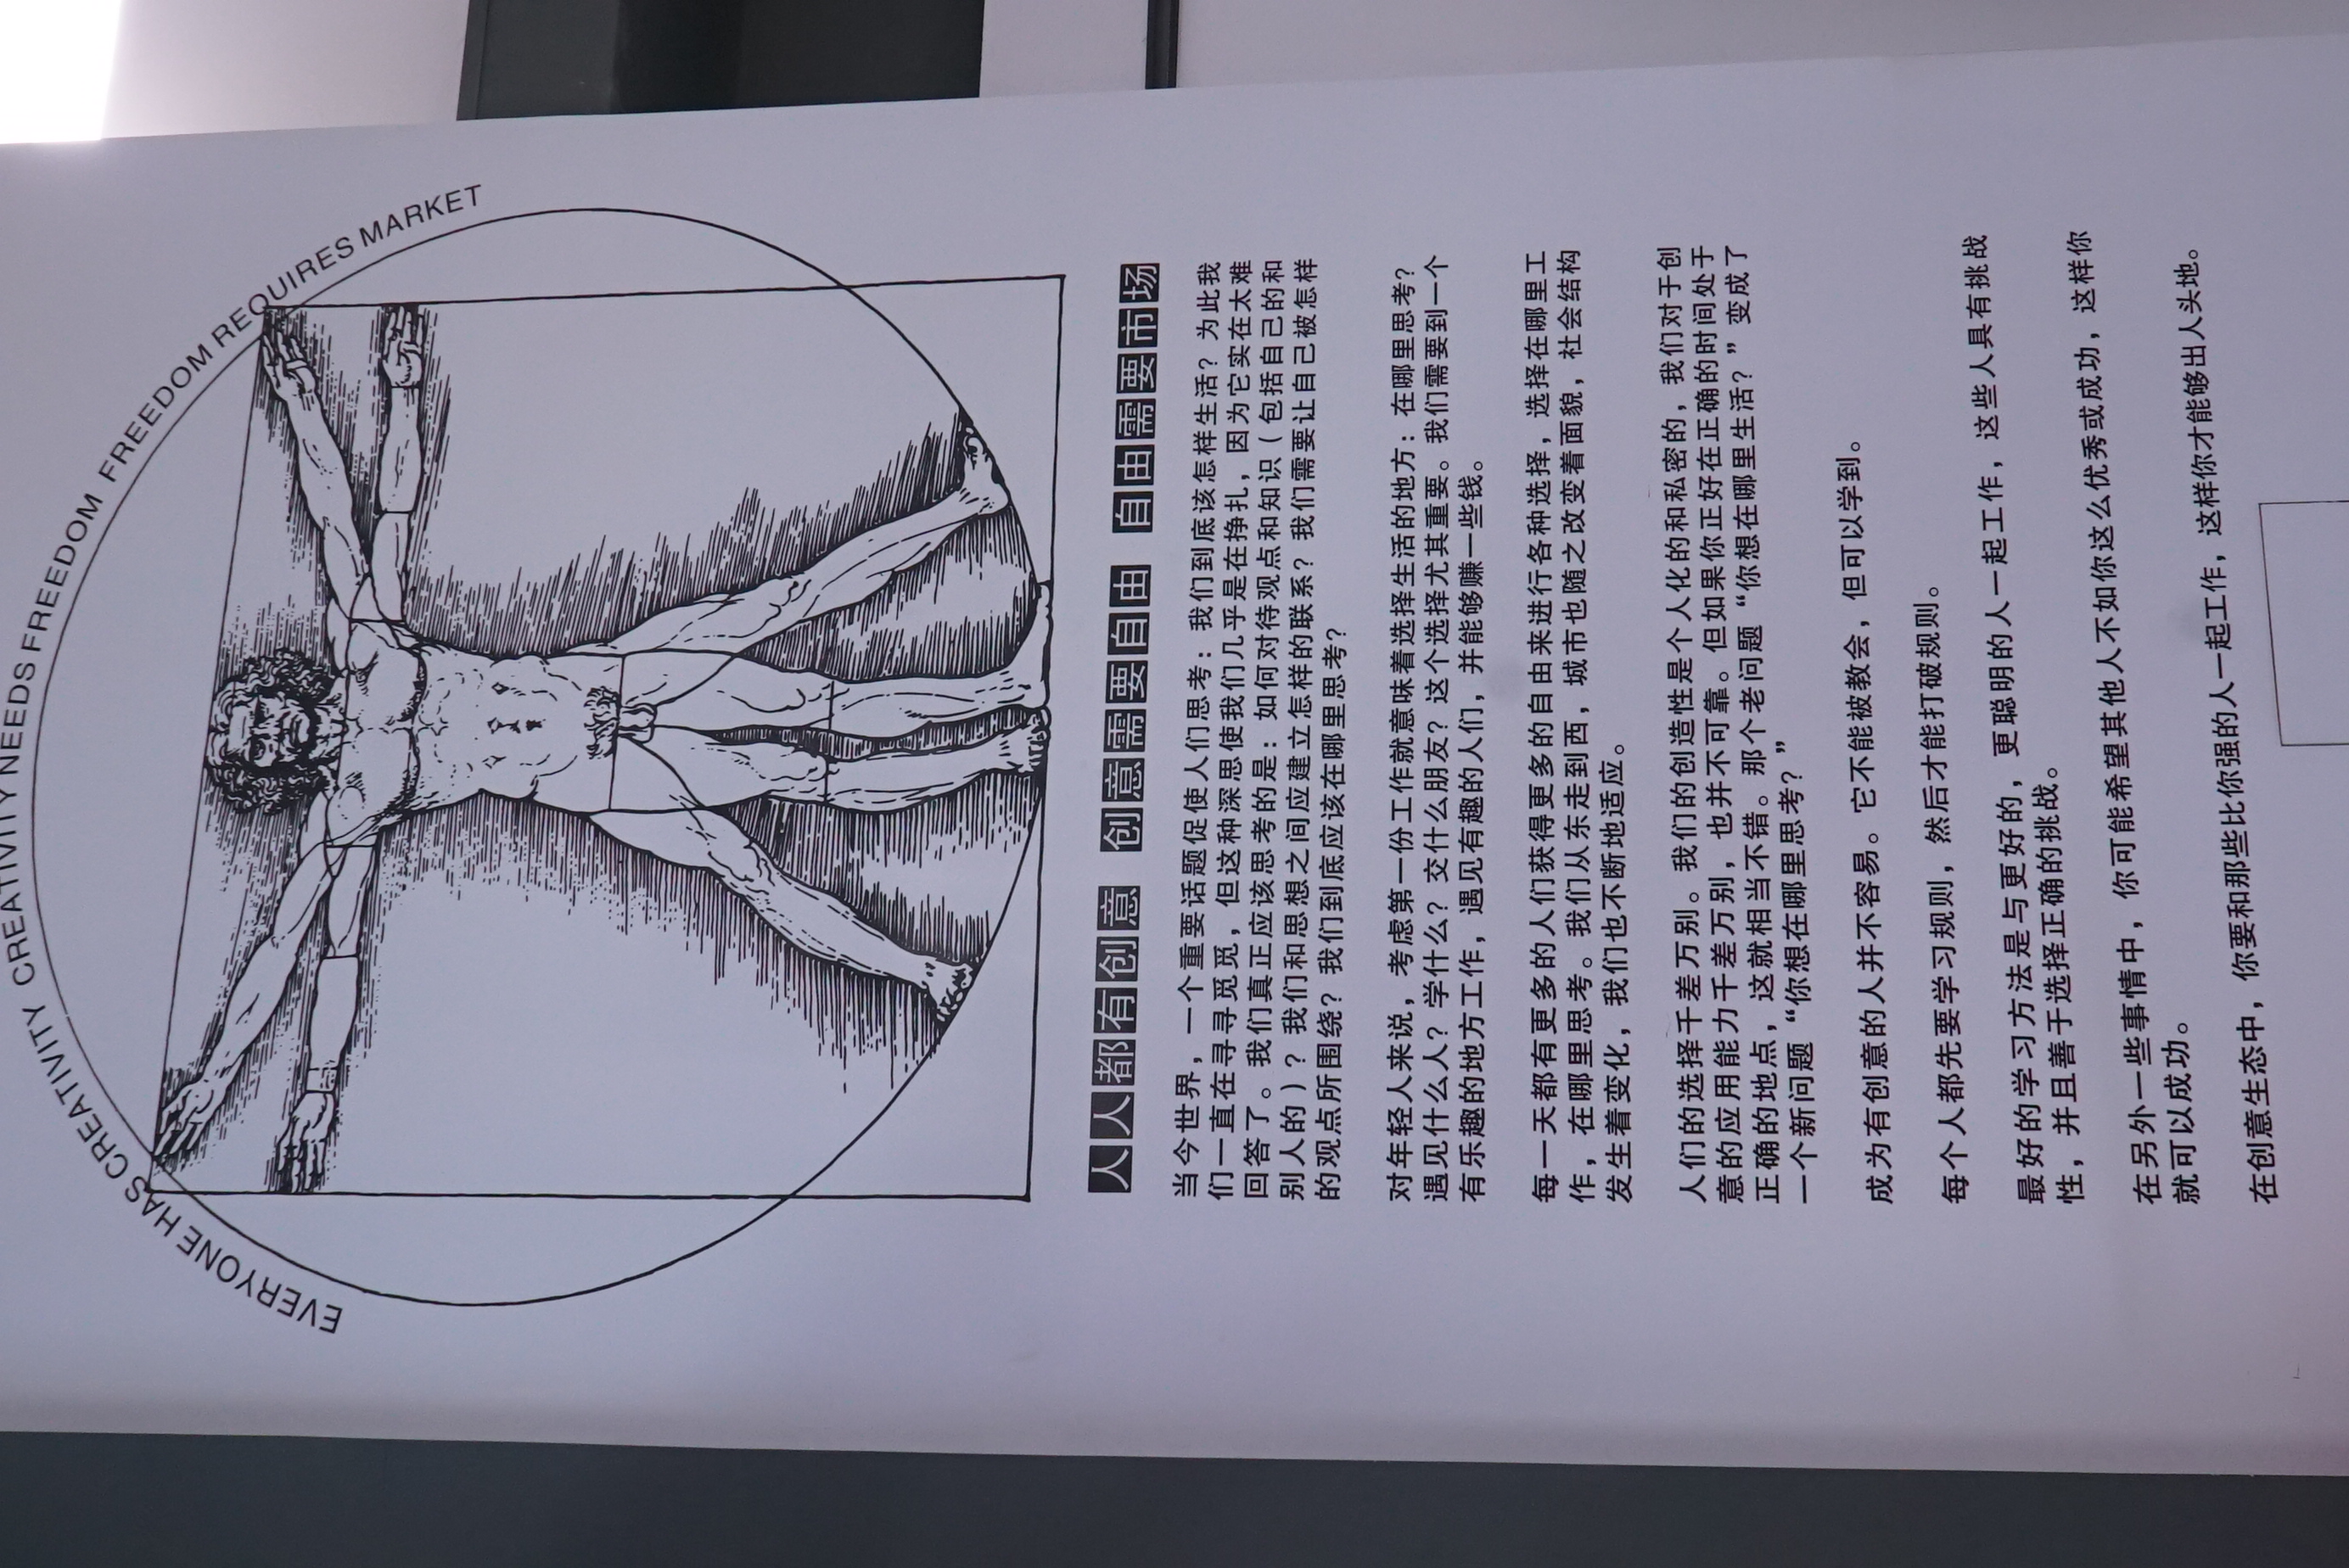 EVERYONE HAS CREATIVITY CREATIVITY NEEDS FREEDOM FREEDOM REQUIRES MARKET
人人都有创意 创意需要自由 自由需要市场
当今世界，一个重要话题促使人们思考：我们到底该怎样生活？为此我
们一直在寻寻觅觅，但这种深思使我们几乎是在挣扎，因为它实在太难
回答了。我们真正应该思考的是：如何对待观点和知识（包括自己的和
别人的）？我们和思想之间应建立怎样的联系？我们需要让自己被怎样
的观点所围绕？我们到底应该在哪里思考？
对年轻人来说，考虑第一份工作就意味着选择生活的地方：在哪里思考？
遇见什么人？学什么？交什么朋友？这个选择尤其重要。我们需要到一个
有乐趣的地方工作，遇见有趣的人们，并能够赚一些钱。
每一天都有更多的人们获得更多的自由来进行各种选择，选择在哪里工
作，在哪里思考。我们从东走到西，城市也随之改变着面貌，社会结构
发生着变化，我们也不断地适应。
人们的选择千差万别。我们的创造性是个人化的和私密的，我们对于创
意的应用能力千差万别，也并不可靠。但如果你正好在正确的时间处于
正确的地点，这就相当不错。那个老问题“你想在哪里生活？”变成了
一个新问题“你想在哪里思考？”
成为有创意的人并不容易。它不能被教会，但可以学到。
每个人都先要学习规则，然后才能打破规则。
最好的学习方法是与更好的，更聪明的人一起工作，这些人具有挑战
性，并且善于选择正确的挑战。
在另外一些事情中，你可能希望其他人不如你这么优秀或成功，这样你
就可以成功。
在创意生态中，你要和那些比你强的人一起工作，这样你才能够出人头地。